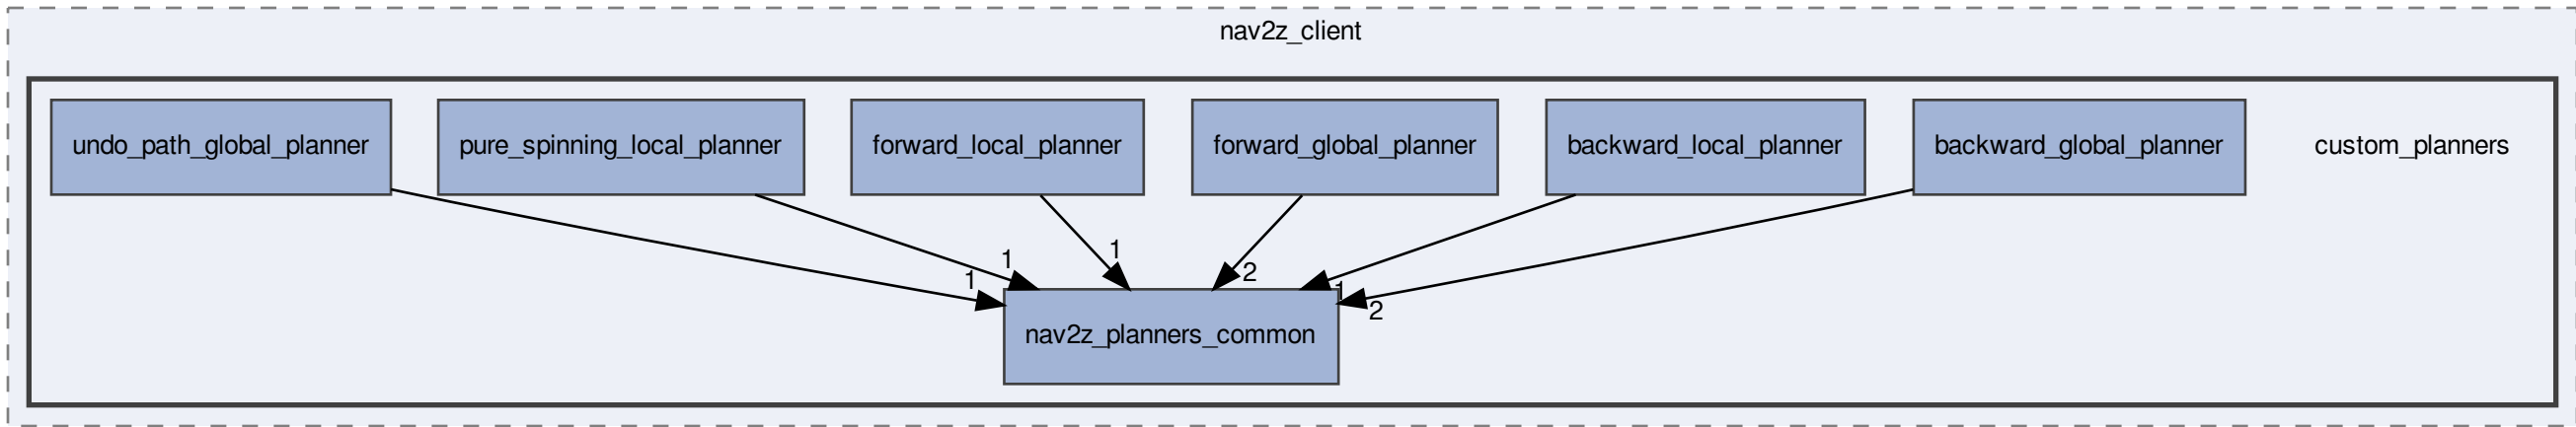 nav2z_client
undo_path_global_planner
pure_spinning_local_planner
forward_local_planner
forward_global_planner
backward_local_planner
backward_global_planner
custom_planners
1
1
1
2
1
2
nav2z_planners_common